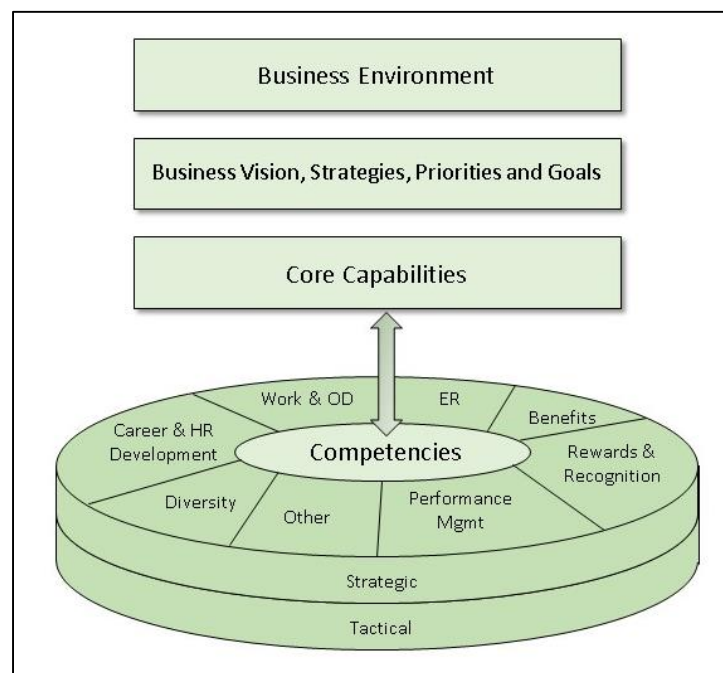 Business Environment
Business Vision, Strategies, Priorities and Goals
Core Capabilities
Work & OD
ER
Benefits
Career & HR
Development
Competencies
Rewards &
Recognition
Diversity
Other
Performance
Mgmt
Strategic
Tactical